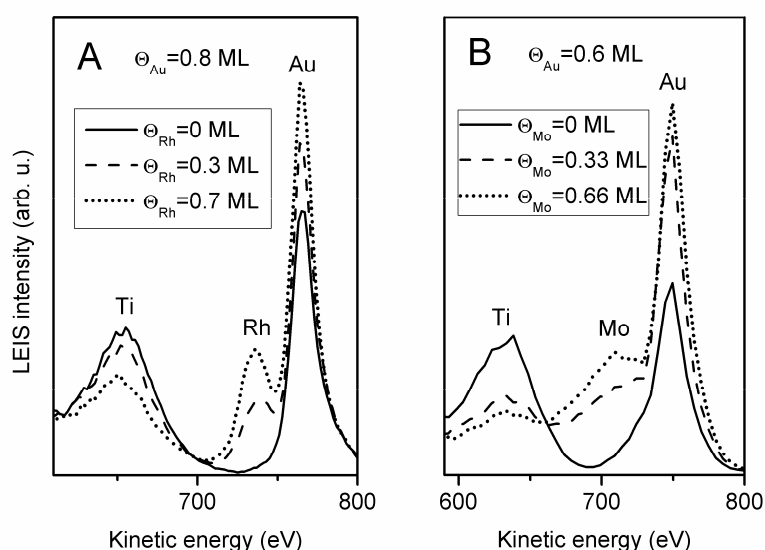 A
Θ_Au=0.8 ML
Au
Θ_Rh=0 ML
Θ_Rh=0.3 ML
Θ_Rh=0.7 ML
Ti
Rh
LEIS intensity (arb. u.)
700
800
Kinetic energy (eV)
B
Θ_Au=0.6 ML
Au
Θ_Mo=0 ML
Θ_Mo=0.33 ML
Θ_Mo=0.66 ML
Ti
Mo
600
700
800
Kinetic energy (eV)